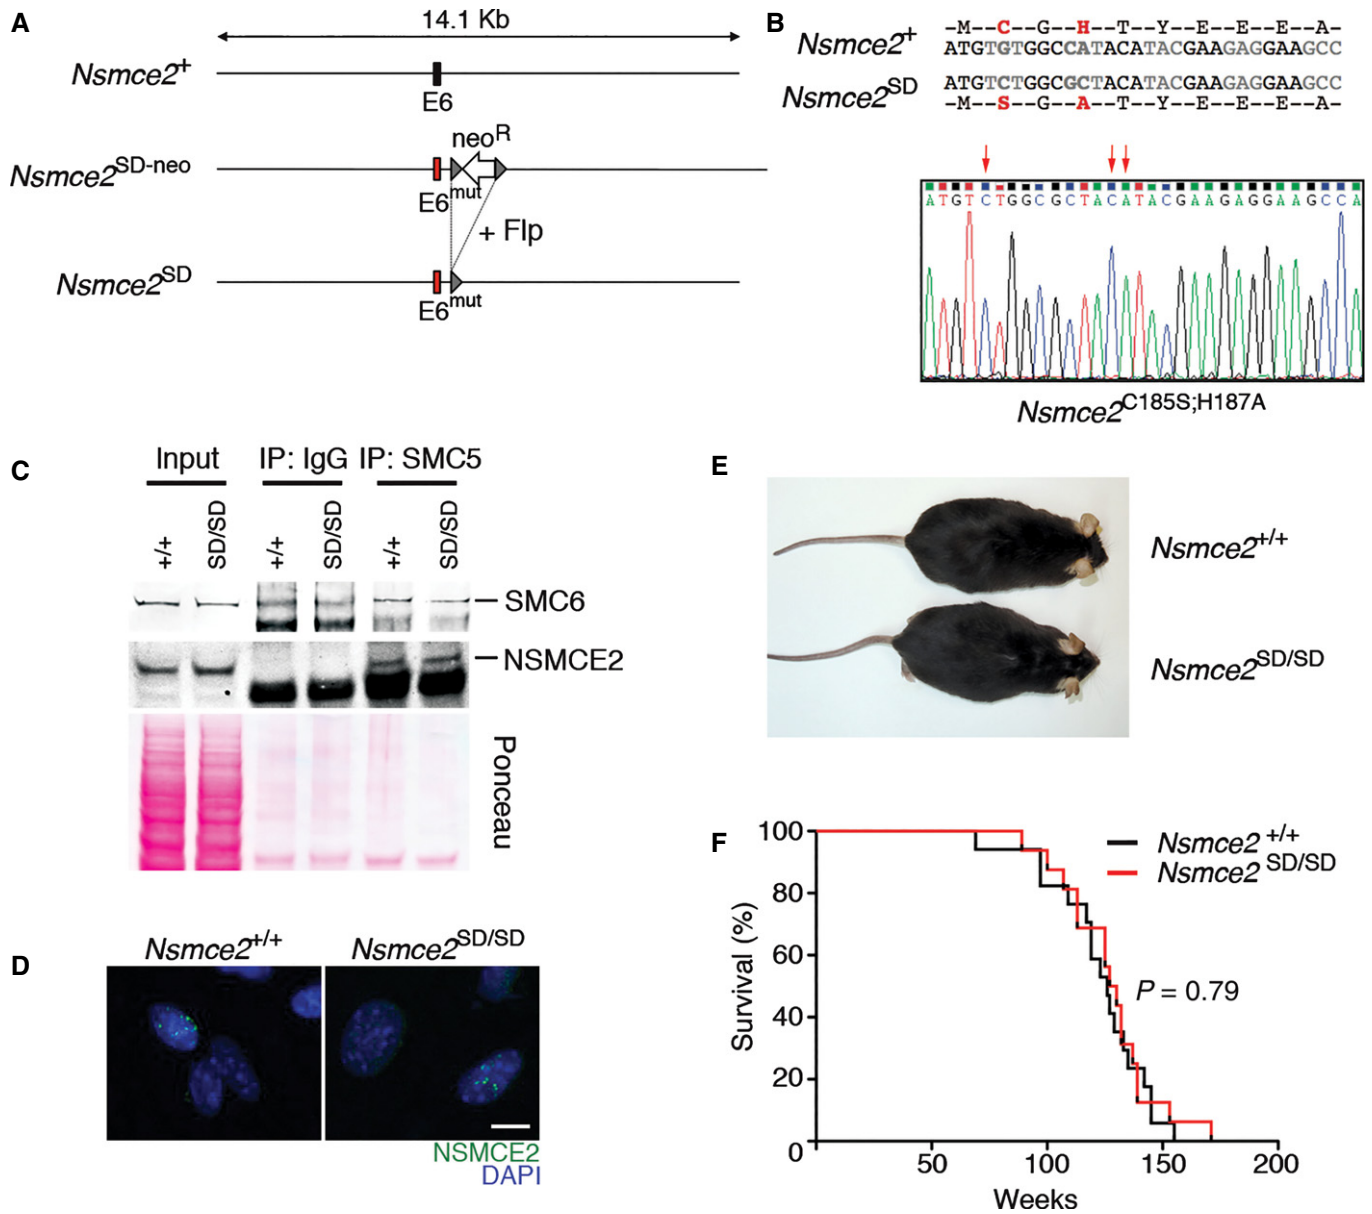 A
14.1 Kb
Nsmce2+
E6
neoR
Nsmce2SD-neo
E6mut
+ Flp
Nsmce2SD
E6mut
B
Nsmce2+
--M--C--G--H--T--Y--E--E--E--A-
ATGTGTGGCCATACATACGAAGAGGAAGCC
Nsmce2SD
ATGTCTGGCGCTACATACGAAGAGGAAGCC
--M--S--G--A--T--Y--E--E--E--A-
ATGTCTGGCGCTACATACGAAGAGGAAGCCA
Nsmce2C185S;H187A
C
Input IP: IgG IP: SMC5
+/+ SD/SD +/+ SD/SD +/+ SD/SD
SMC6
NSMCE2
Ponceau
D
Nsmce2+/+ Nsmce2SD/SD
NSMCE2
DAPI
E
Nsmce2+/+
Nsmce2SD/SD
F
Nsmce2 +/+
Nsmce2 SD/SD
P = 0.79
Survival (%)
100
80
60
40
20
0
50 100 150 200
Weeks